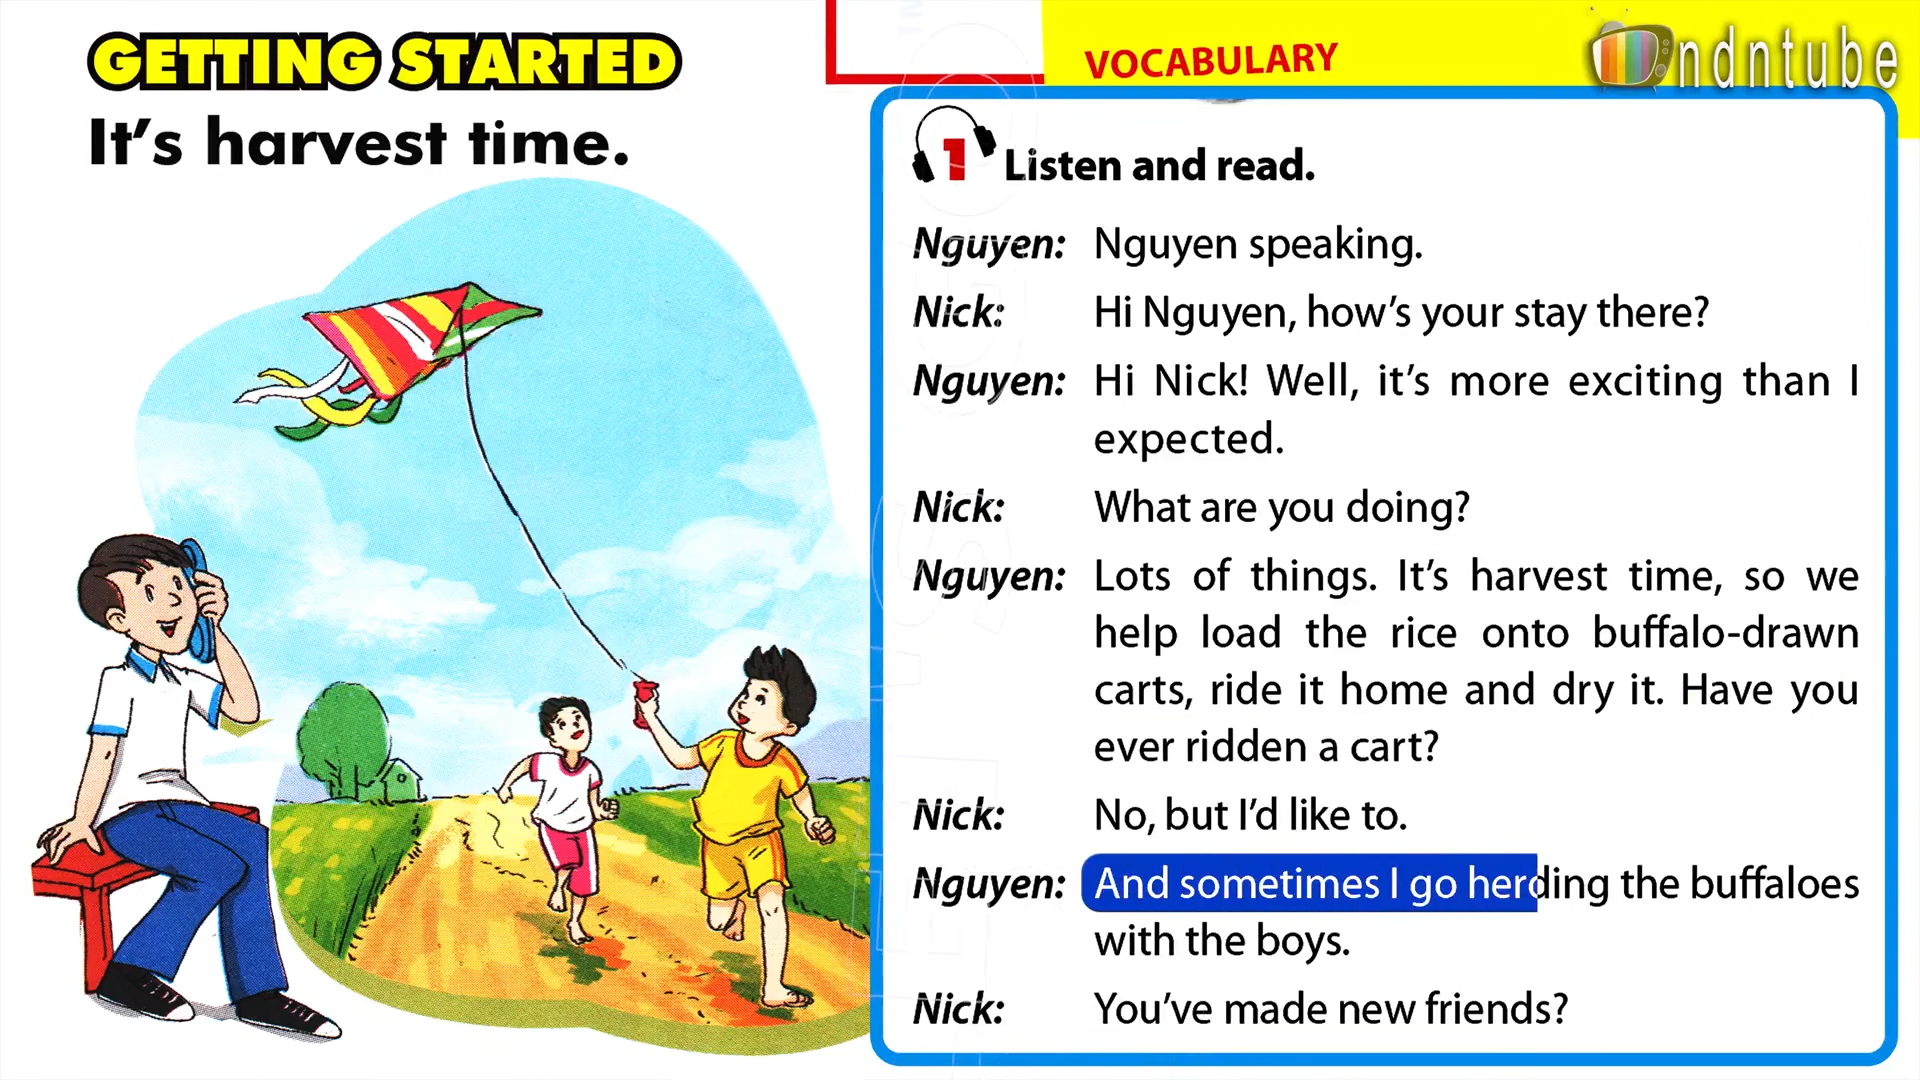 GETTING STARTED
It's harvest time.
VOCABULARY
ndntube
1 Listen and read.
Nguyen: Nguyen speaking.
Nick: Hi Nguyen, how's your stay there?
Nguyen: Hi Nick! Well, it's more exciting than I
expected.
Nick: What are you doing?
Nguyen: Lots of things. It's harvest time, so we
help load the rice onto buffalo-drawn
carts, ride it home and dry it. Have you
ever ridden a cart?
Nick: No, but I'd like to.
Nguyen: And sometimes I go herding the buffaloes
with the boys.
Nick: You've made new friends?